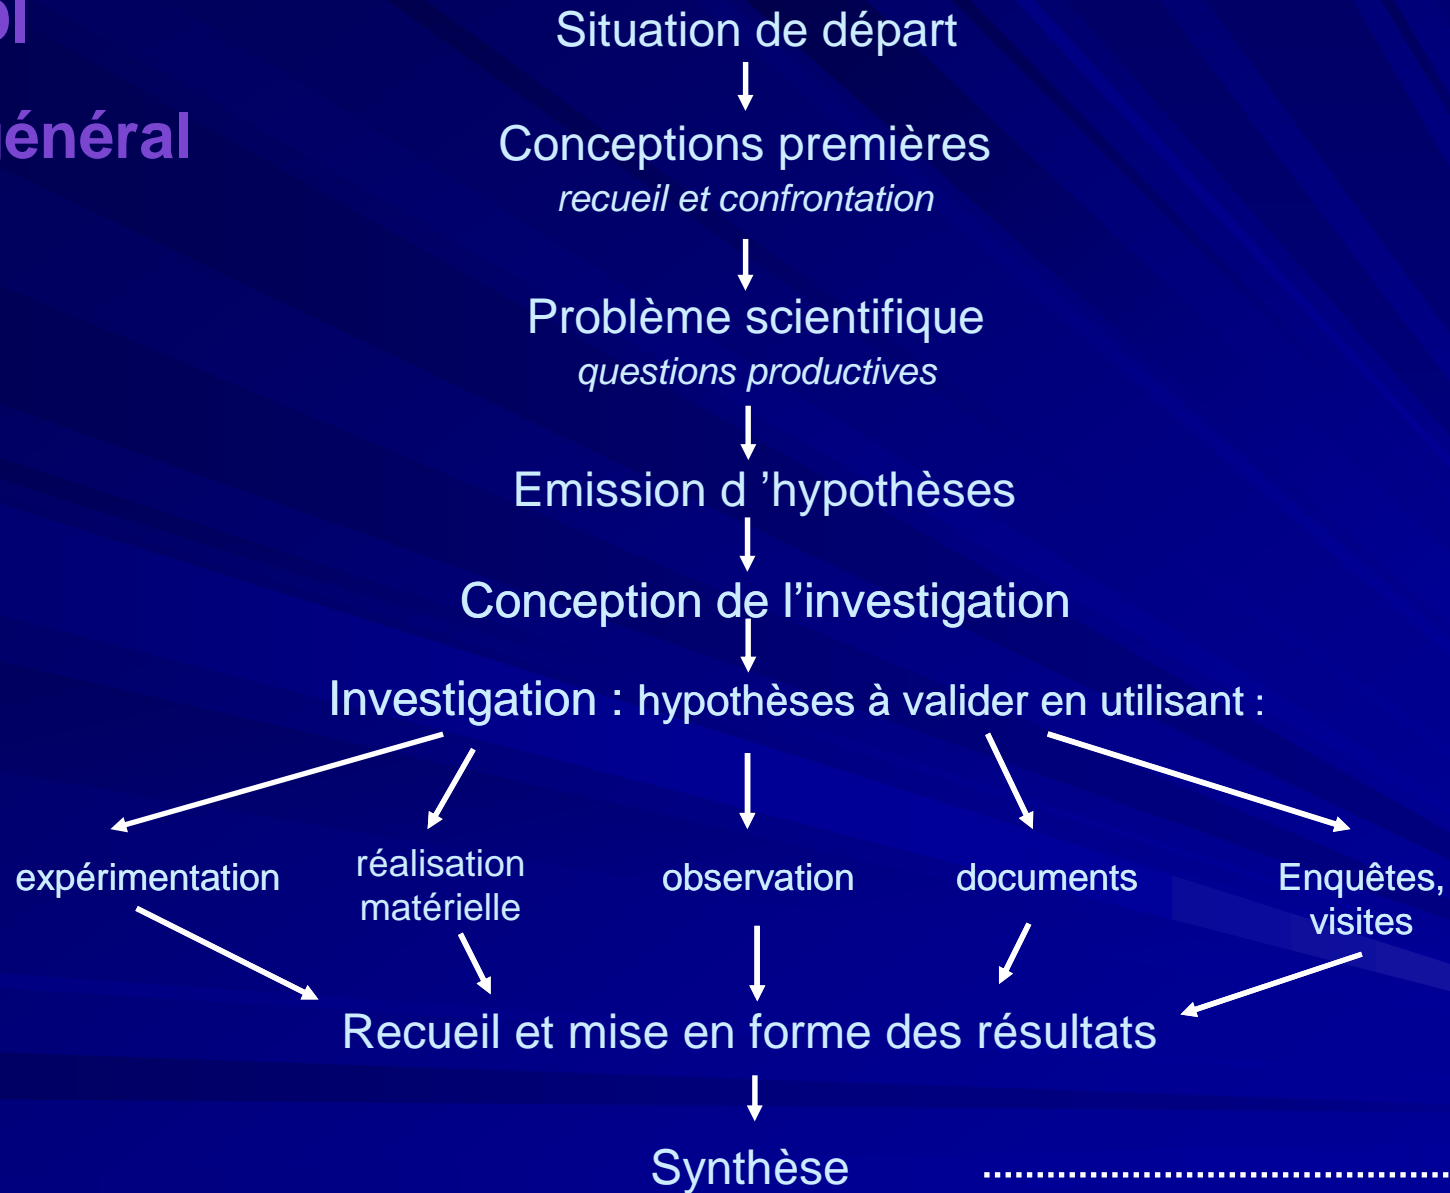 Situation de départ
général
Conceptions premières
recueil et confrontation
Problème scientifique
questions productives
Emission d ’hypothèses
Conception de l’investigation
Investigation : hypothèses à valider en utilisant :
expérimentation
réalisation
matérielle
observation
documents
Enquêtes,
visites
Recueil et mise en forme des résultats
Synthèse